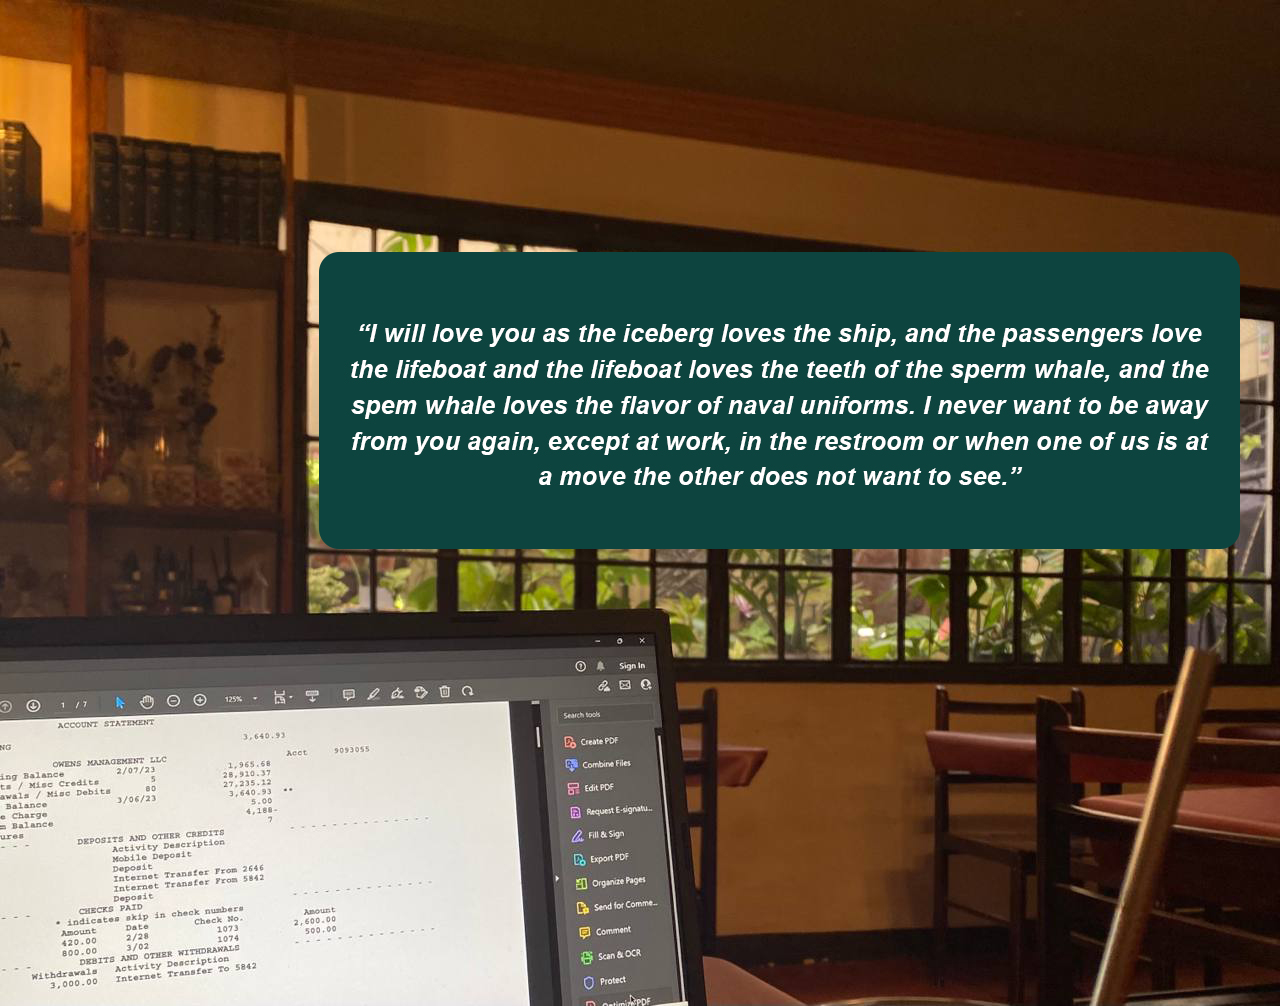 “I will love you as the iceberg loves the ship, and the passengers love
the lifeboat and the lifeboat loves the teeth of the sperm whale, and the
spem whale loves the flavor of naval uniforms. I never want to be away
from you again, except at work, in the restroom or when one of us is at
a move the other does not want to see.”
Sign In
1 / 7
125%
ACCOUNT STATEMENT
3,640.93
NG
Acct 9093055
OWENS MANAGEMENT LLC
ing Balance 2/07/23 1,965.68
ts / Misc Credits 5 28,910.37
awals / Misc Debits 80 27,235.12
Balance 3/06/23 3,640.93 **
e Charge 5.00
m Balance 4,188-
ures 7
DEPOSITS AND OTHER CREDITS
Activity Description
Mobile Deposit
Deposit
Internet Transfer From 2646
Internet Transfer From 5842
Deposit
CHECKS PAID
* indicates skip in check numbers
Amount Date Check No. Amount
420.00 2/28 1073 2,600.00
800.00 3/02 1074 500.00
DEBITS AND OTHER WITHDRAWALS
Withdrawals Activity Description
3,000.00 Internet Transfer To 5842
Search tools
Create PDF
Combine Files
Edit PDF
Request E-signatu...
Fill & Sign
Export PDF
Organize Pages
Send for Comme...
Comment
Scan & OCR
Protect
Optimize PDF